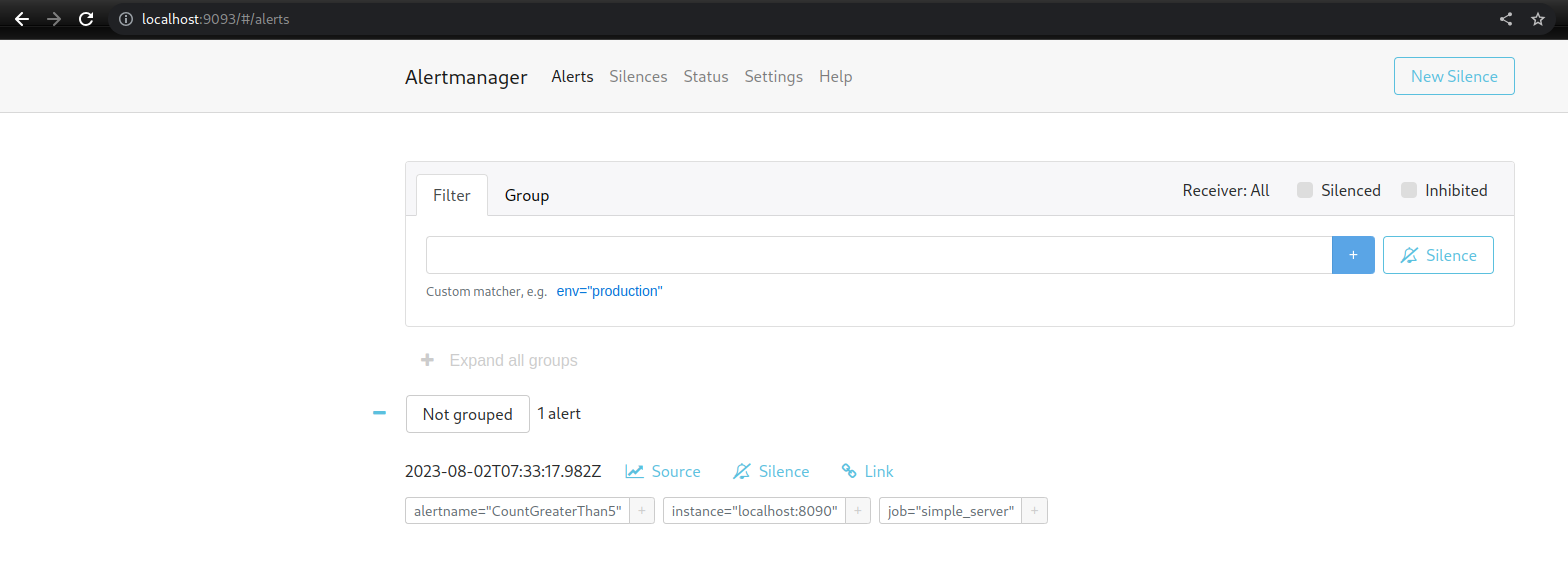 localhost:9093/#/alerts
Alertmanager Alerts Silences Status Settings Help New Silence
Filter Group Receiver: All Silenced Inhibited
+ Silence
Custom matcher, e.g. env="production"
+ Expand all groups
- Not grouped 1 alert
2023-08-02T07:33:17.982Z Source Silence Link
alertname="CountGreaterThan5" + instance="localhost:8090" + job="simple_server" +